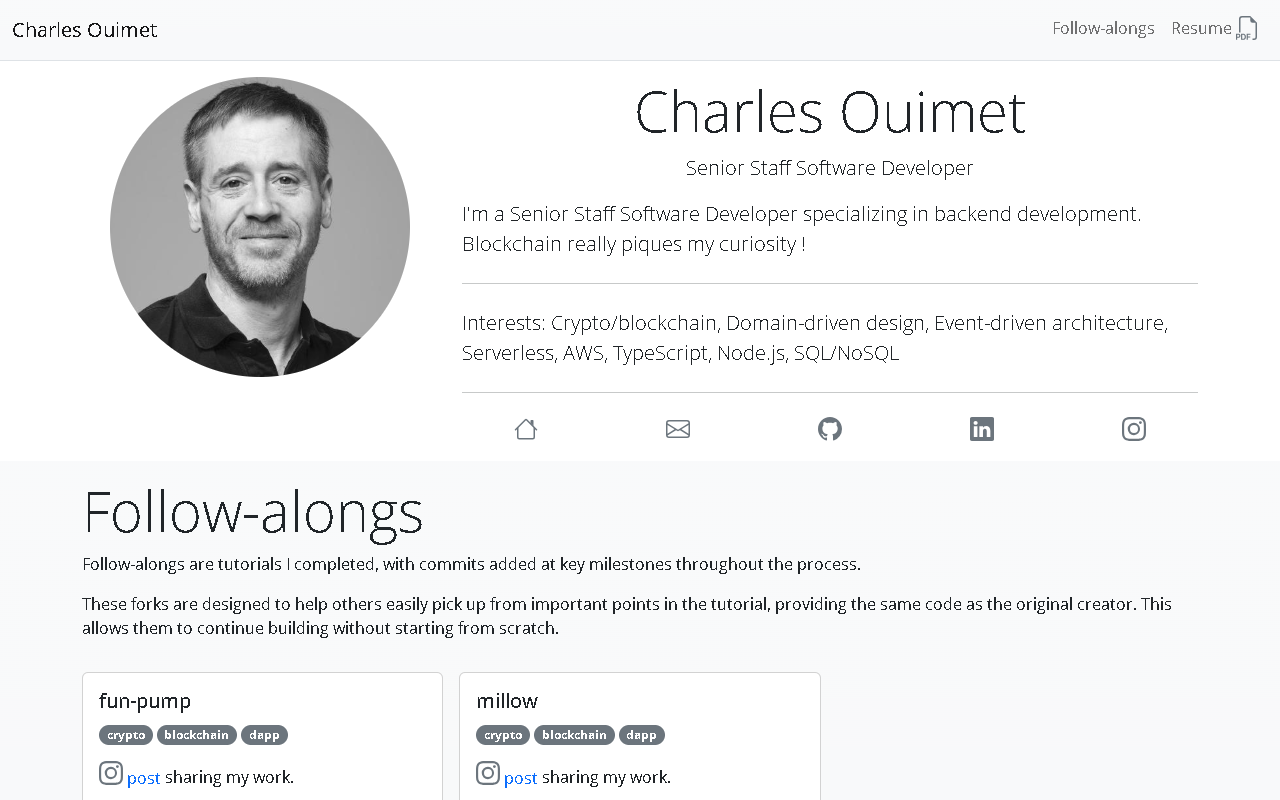 Charles Ouimet
Follow-alongs
Resume PDF
Charles Ouimet
Senior Staff Software Developer
I'm a Senior Staff Software Developer specializing in backend development.
Blockchain really piques my curiosity !
Interests: Crypto/blockchain, Domain-driven design, Event-driven architecture,
Serverless, AWS, TypeScript, Node.js, SQL/NoSQL
in
Follow-alongs
Follow-alongs are tutorials I completed, with commits added at key milestones throughout the process.
These forks are designed to help others easily pick up from important points in the tutorial, providing the same code as the original creator. This
allows them to continue building without starting from scratch.
fun-pump
crypto blockchain dapp
post sharing my work.
millow
crypto blockchain dapp
post sharing my work.